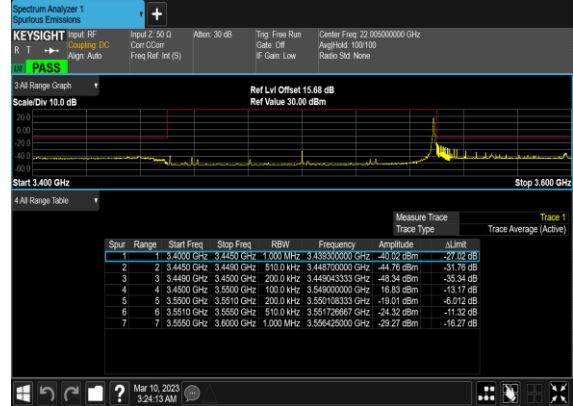 Spectrum Analyzer 1
Spurious Emissions
+
KEYSIGHT Input: RF Input Z: 50 Ω Atten: 30 dB Trig: Free Run Center Freq: 22.005000000 GHz
R T Coupling: DC Corr CCorr Gate: Off Avg|Hold: 100/100
Align: Auto Freq Ref: Int (S) IF Gain: Low Radio Std: None
PASS
3.All Range Graph
Ref Lvl Offset 15.68 dB
Scale/Div 10.0 dB Ref Value 30.00 dBm
20.0
0.00
-20.0
-40.0
-60.0
Start 3.400 GHz Stop 3.600 GHz
4.All Range Table
Measure Trace Trace 1
Trace Type Trace Average (Active)
Spur Range Start Freq Stop Freq RBW Frequency Amplitude ΔLimit
1 1 3.4000 GHz 3.4450 GHz 1.000 MHz 3.439300000 GHz -40.02 dBm -27.02 dB
2 2 3.4450 GHz 3.4490 GHz 510.0 kHz 3.448700000 GHz -44.76 dBm -31.76 dB
3 3 3.4490 GHz 3.4500 GHz 200.0 kHz 3.449043333 GHz -48.34 dBm -35.34 dB
4 4 3.4500 GHz 3.5500 GHz 100.0 kHz 3.549000000 GHz 16.83 dBm -13.17 dB
5 5 3.5500 GHz 3.5510 GHz 200.0 kHz 3.550108333 GHz -19.01 dBm -6.012 dB
6 6 3.5510 GHz 3.5550 GHz 510.0 kHz 3.551726667 GHz -24.32 dBm -11.32 dB
7 7 3.5550 GHz 3.6000 GHz 1.000 MHz 3.556425000 GHz -29.27 dBm -16.27 dB
? Mar 10, 2023
3:24:13 AM